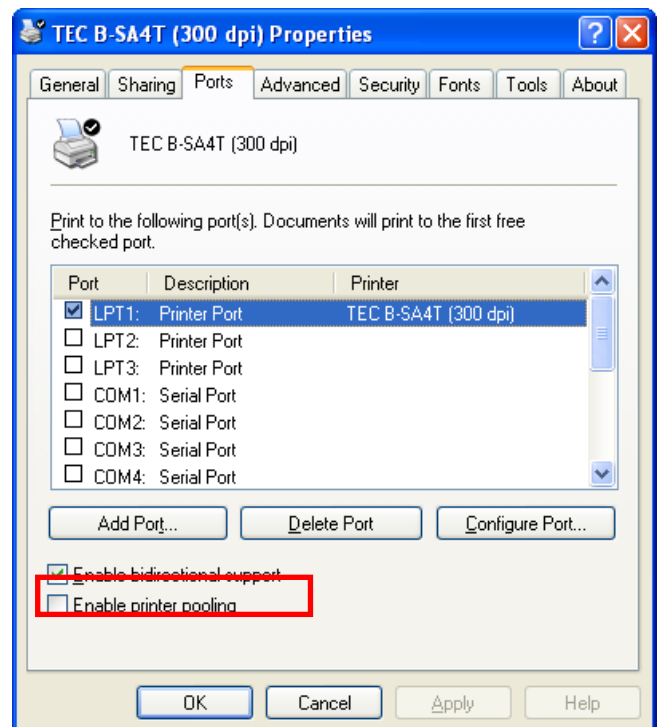 TEC B-SA4T (300 dpi) Properties
General Sharing Ports Advanced Security Fonts Tools About
TEC B-SA4T (300 dpi)
Print to the following port(s). Documents will print to the first free
checked port.
Port Description Printer
LPT1: Printer Port TEC B-SA4T (300 dpi)
LPT2: Printer Port
LPT3: Printer Port
COM1: Serial Port
COM2: Serial Port
COM3: Serial Port
COM4: Serial Port
Add Port... Delete Port Configure Port...
Enable bidirectional support
Enable printer pooling
OK Cancel Apply Help